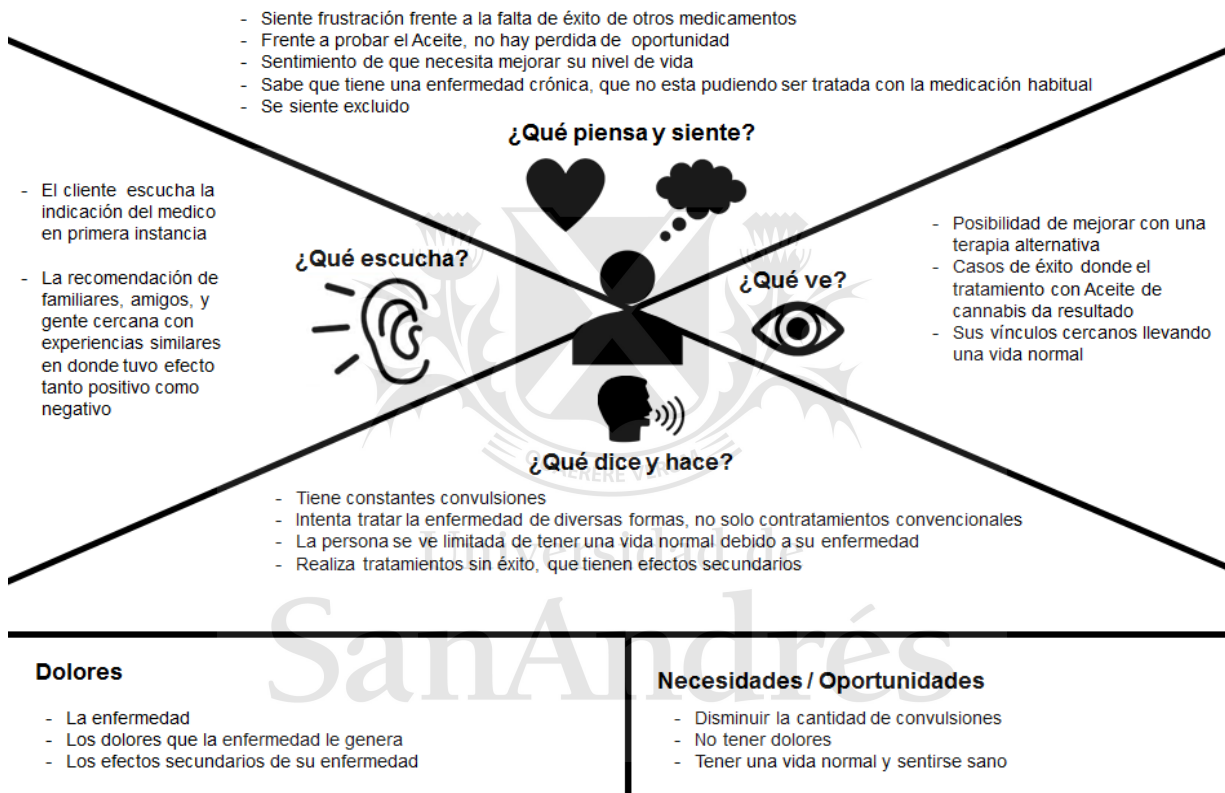 - Siente frustración frente a la falta de éxito de otros medicamentos
- Frente a probar el Aceite, no hay perdida de oportunidad
- Sentimiento de que necesita mejorar su nivel de vida
- Sabe que tiene una enfermedad crónica, que no esta pudiendo ser tratada con la medicación habitual
- Se siente excluido
¿Qué piensa y siente?
- El cliente escucha la
indicación del medico
en primera instancia
- La recomendación de
familiares, amigos, y
gente cercana con
experiencias similares
en donde tuvo efecto
tanto positivo como
negativo
¿Qué escucha?
¿Qué ve?
- Posibilidad de mejorar con una
terapia alternativa
- Casos de éxito donde el
tratamiento con Aceite de
cannabis da resultado
- Sus vínculos cercanos llevando
una vida normal
¿Qué dice y hace?
- Tiene constantes convulsiones
- Intenta tratar la enfermedad de diversas formas, no solo contratamientos convencionales
- La persona se ve limitada de tener una vida normal debido a su enfermedad
- Realiza tratamientos sin éxito, que tienen efectos secundarios
Universidad de
SanAndrés
Dolores
- La enfermedad
- Los dolores que la enfermedad le genera
- Los efectos secundarios de su enfermedad
Necesidades / Oportunidades
- Disminuir la cantidad de convulsiones
- No tener dolores
- Tener una vida normal y sentirse sano